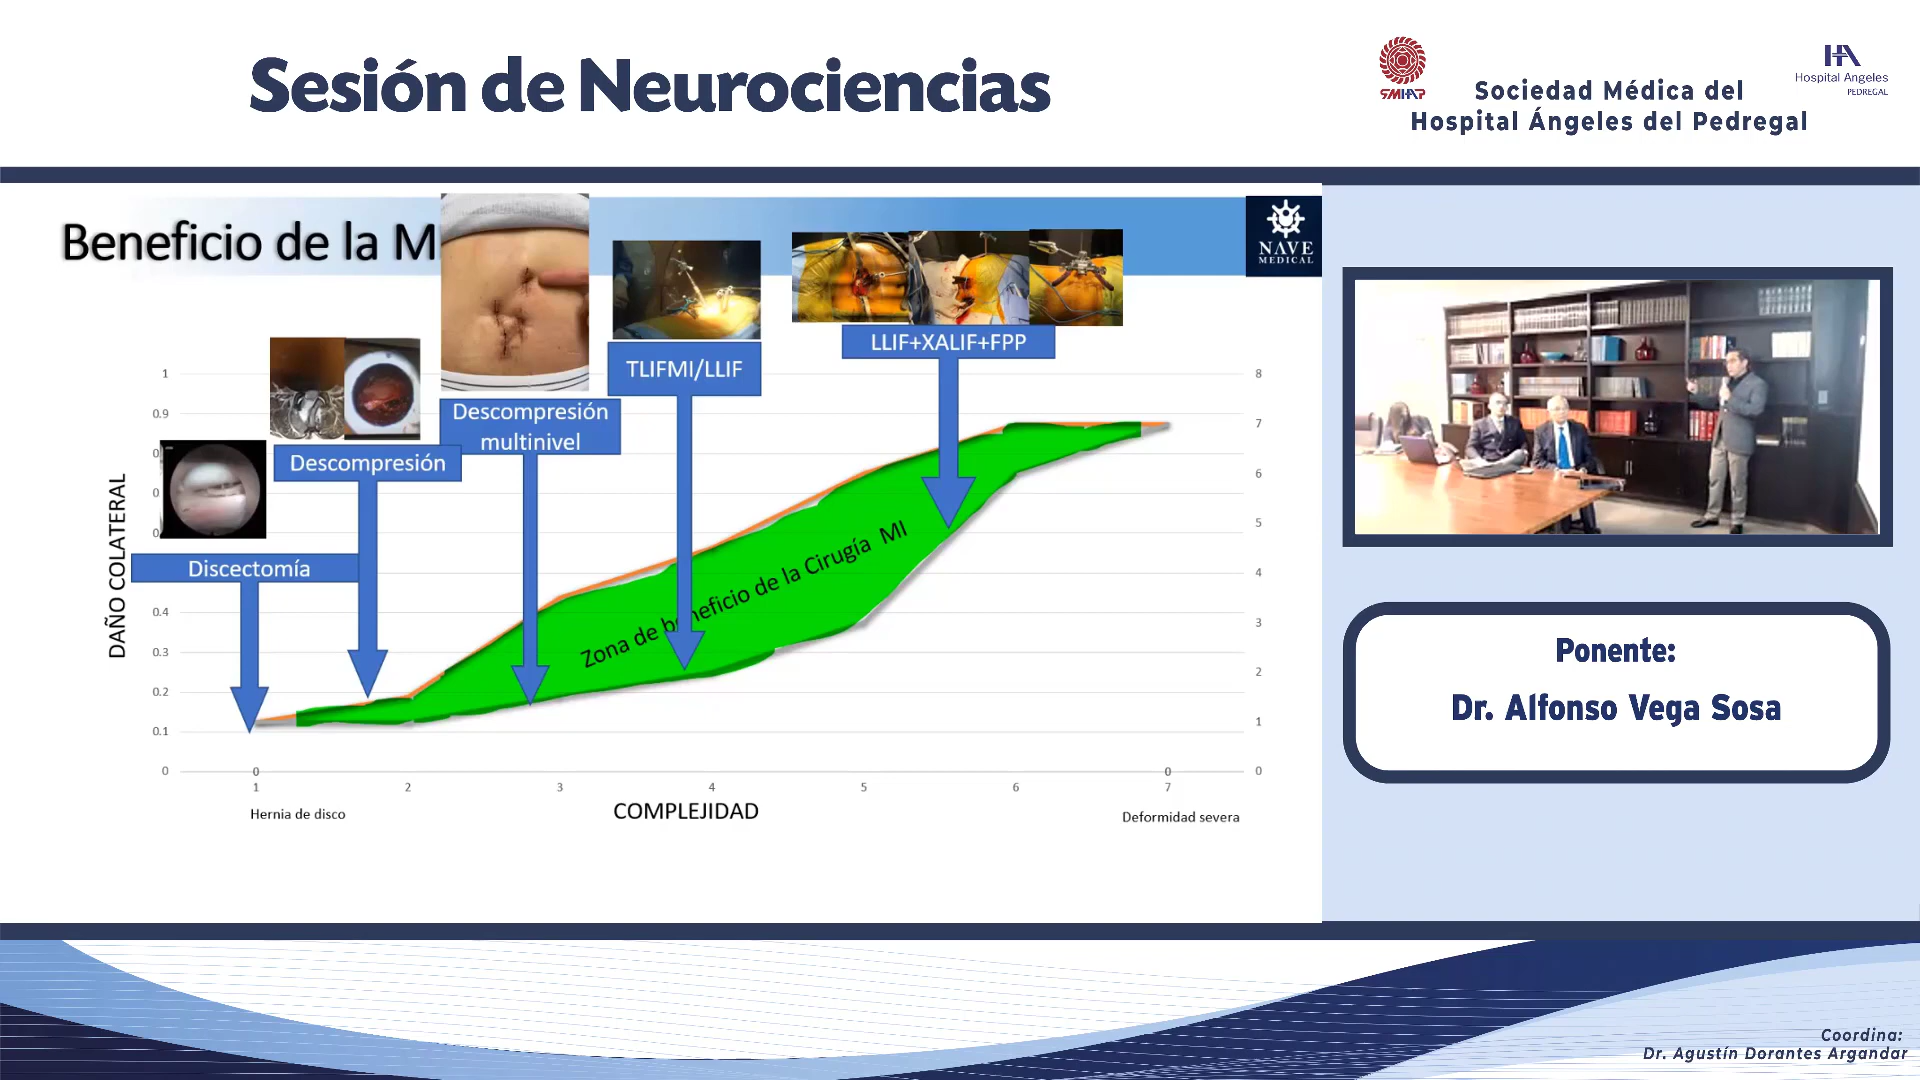 Sesión de Neurociencias
SMHAP
Sociedad Médica del
Hospital Ángeles del Pedregal
HA
Hospital Angeles
PEDREGAL
Beneficio de la M
NAVE
MEDICAL
LLIF+XALIF+FPP
TLIFMI/LLIF
Descompresión
multinivel
Descompresión
Discectomía
DAÑO COLATERAL
1
0.9
0
0
0
0.4
0.3
0.2
0.1
0
8
7
6
5
4
3
2
1
0
Zona de beneficio de la Cirugía MI
0
0
1
2
3
4
5
6
7
Hernia de disco
COMPLEJIDAD
Deformidad severa
Ponente:
Dr. Alfonso Vega Sosa
Coordina:
Dr. Agustín Dorantes Argandar